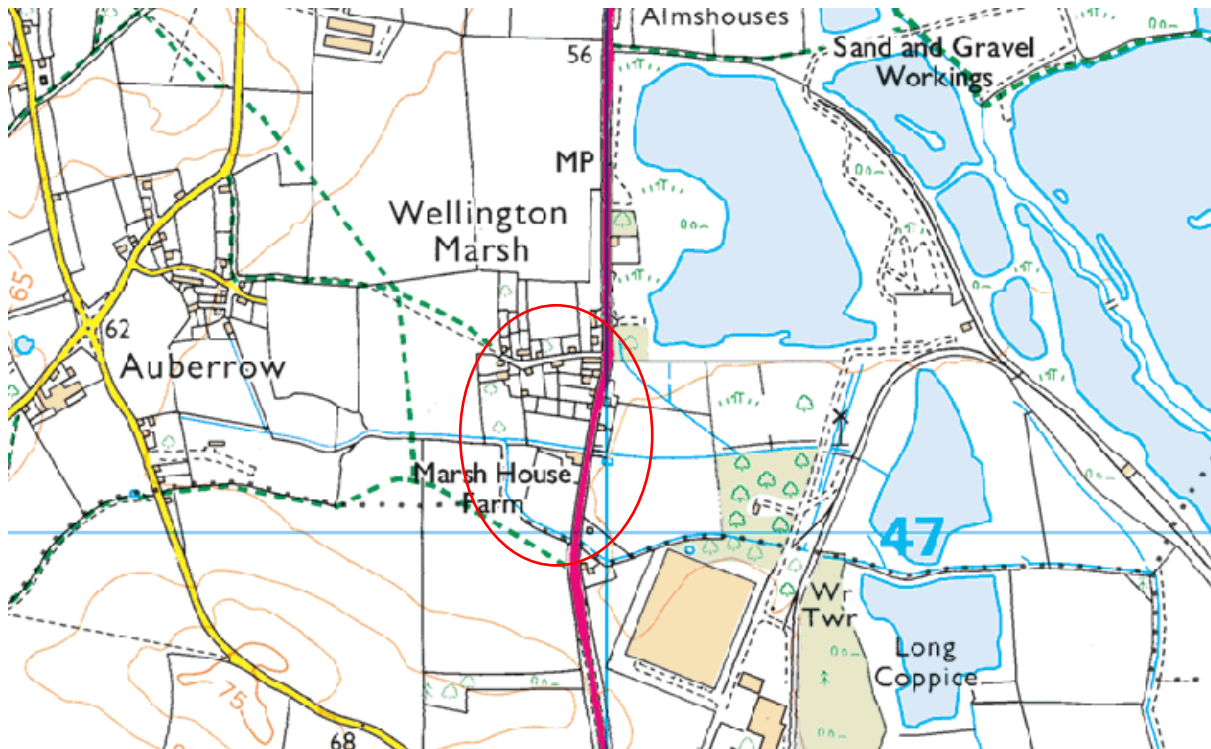 Almshouses
56
Sand and Gravel
Workings
MP
Wellington
Marsh
65
62
Auberrow
Marsh House
Farm
47
Wr
Twr
Long
Coppice
75
68